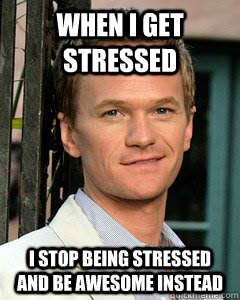 WHEN I GET
STRESSED
I STOP BEING STRESSED
AND BE AWESOME INSTEAD
quickmeme.com